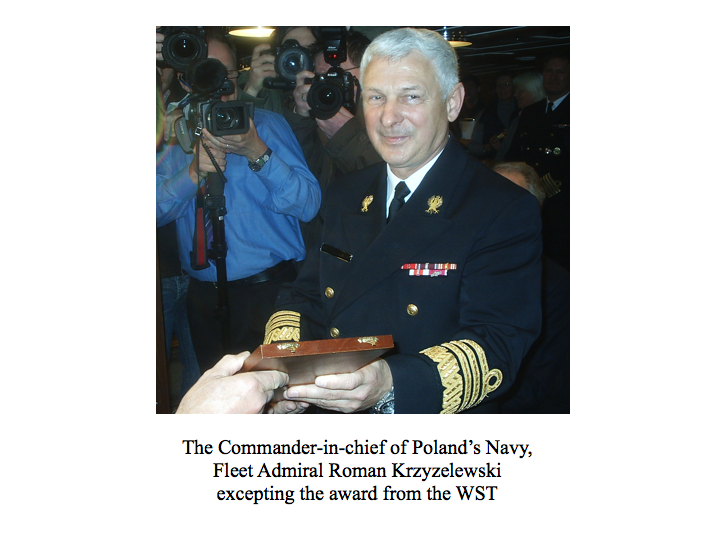 The Commander-in-chief of Poland’s Navy,
Fleet Admiral Roman Krzyzelewski
excepting the award from the WST